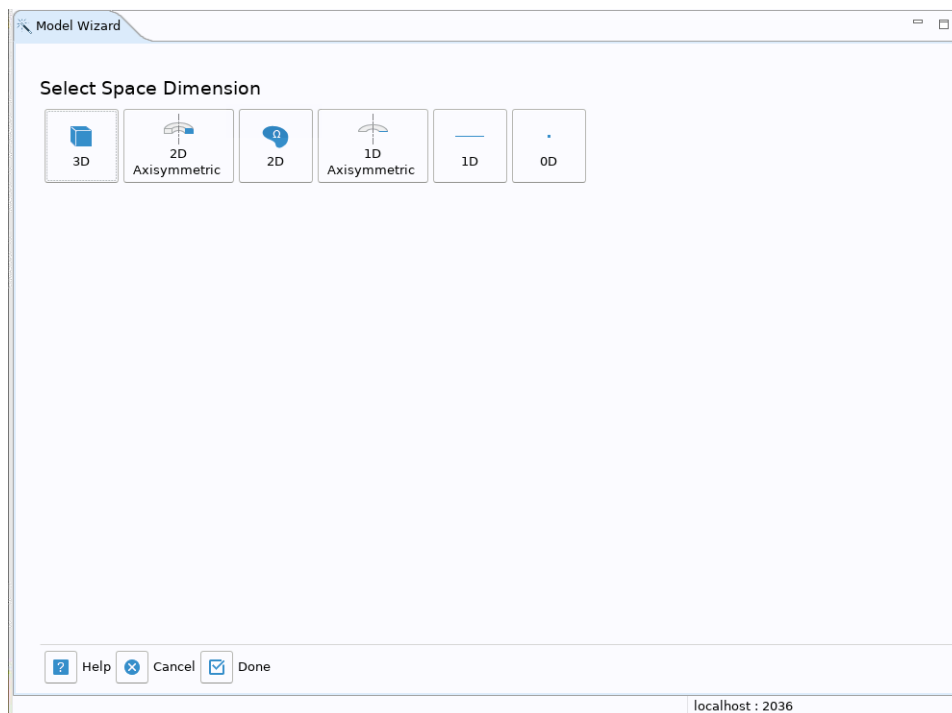 Model Wizard
Select Space Dimension
3D
2D
Axisymmetric
Ω
2D
1D
Axisymmetric
1D
0D
? Help Cancel Done
localhost : 2036